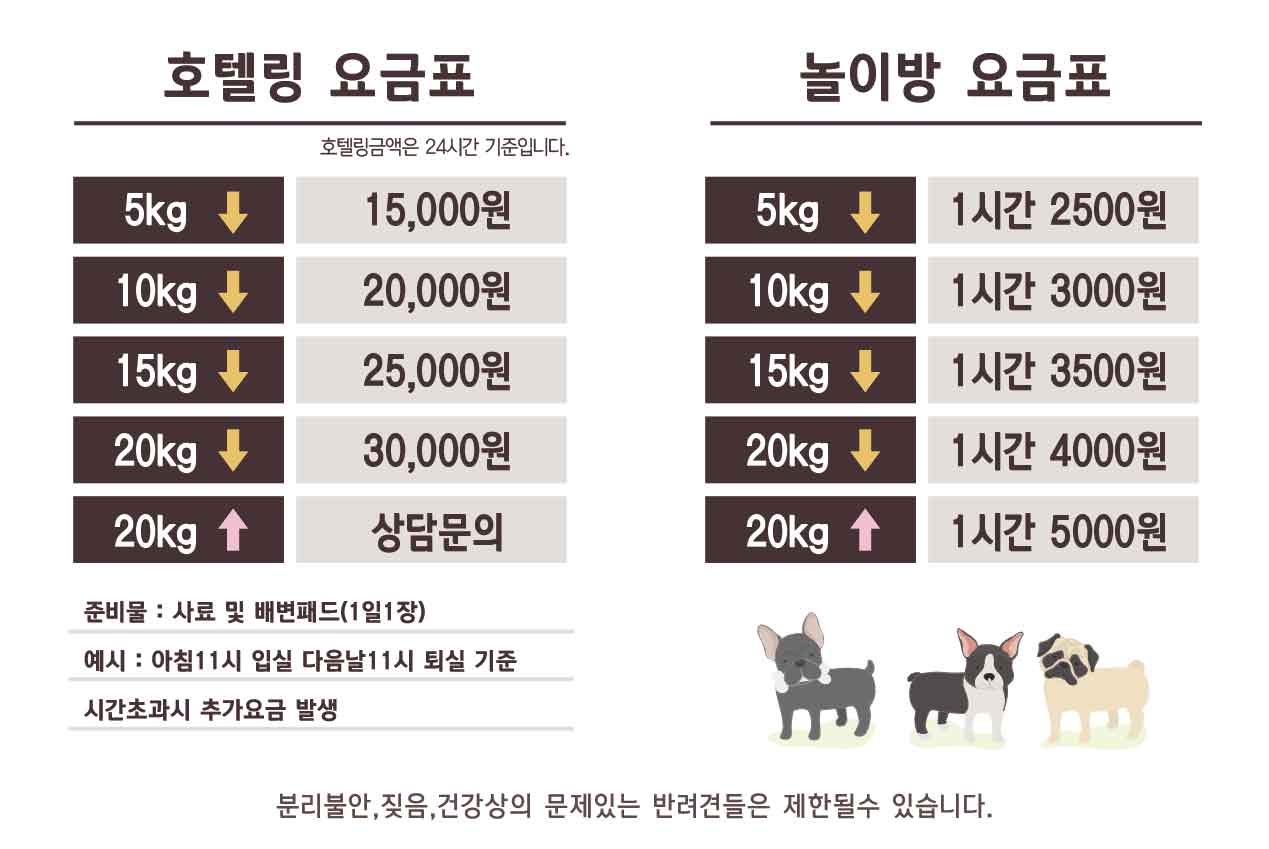 호텔링 요금표
호텔링금액은 24시간 기준입니다.
5kg 15,000원
10kg 20,000원
15kg 25,000원
20kg 30,000원
20kg 상담문의
준비물 : 사료 및 배변패드(1일1장)
예시 : 아침11시 입실 다음날11시 퇴실 기준
시간초과시 추가요금 발생
놀이방 요금표
5kg 1시간 2500원
10kg 1시간 3000원
15kg 1시간 3500원
20kg 1시간 4000원
20kg 1시간 5000원
분리불안,짖음,건강상의 문제있는 반려견들은 제한될수 있습니다.